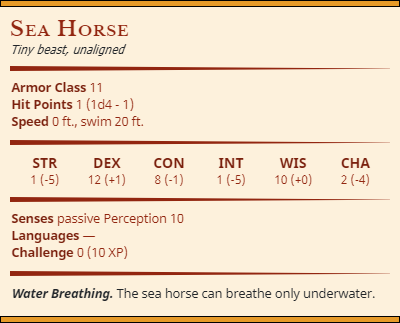 Sea Horse
Tiny beast, unaligned
Armor Class 11
Hit Points 1 (1d4 - 1)
Speed 0 ft., swim 20 ft.
STR DEX CON INT WIS CHA
1 (-5) 12 (+1) 8 (-1) 1 (-5) 10 (+0) 2 (-4)
Senses passive Perception 10
Languages —
Challenge 0 (10 XP)
Water Breathing. The sea horse can breathe only underwater.